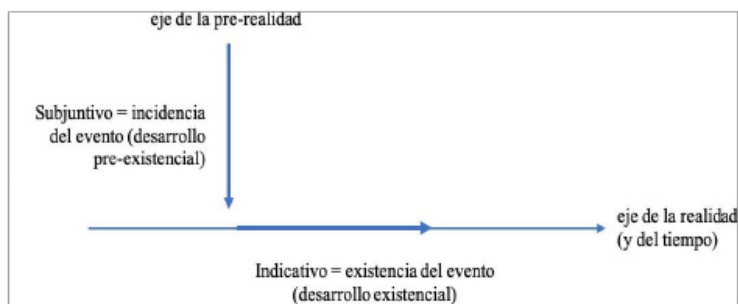 eje de la pre-realidad
Subjuntivo = incidencia
del evento (desarrollo
pre-existencial)
eje de la realidad
(y del tiempo)
Indicativo = existencia del evento
(desarrollo existencial)